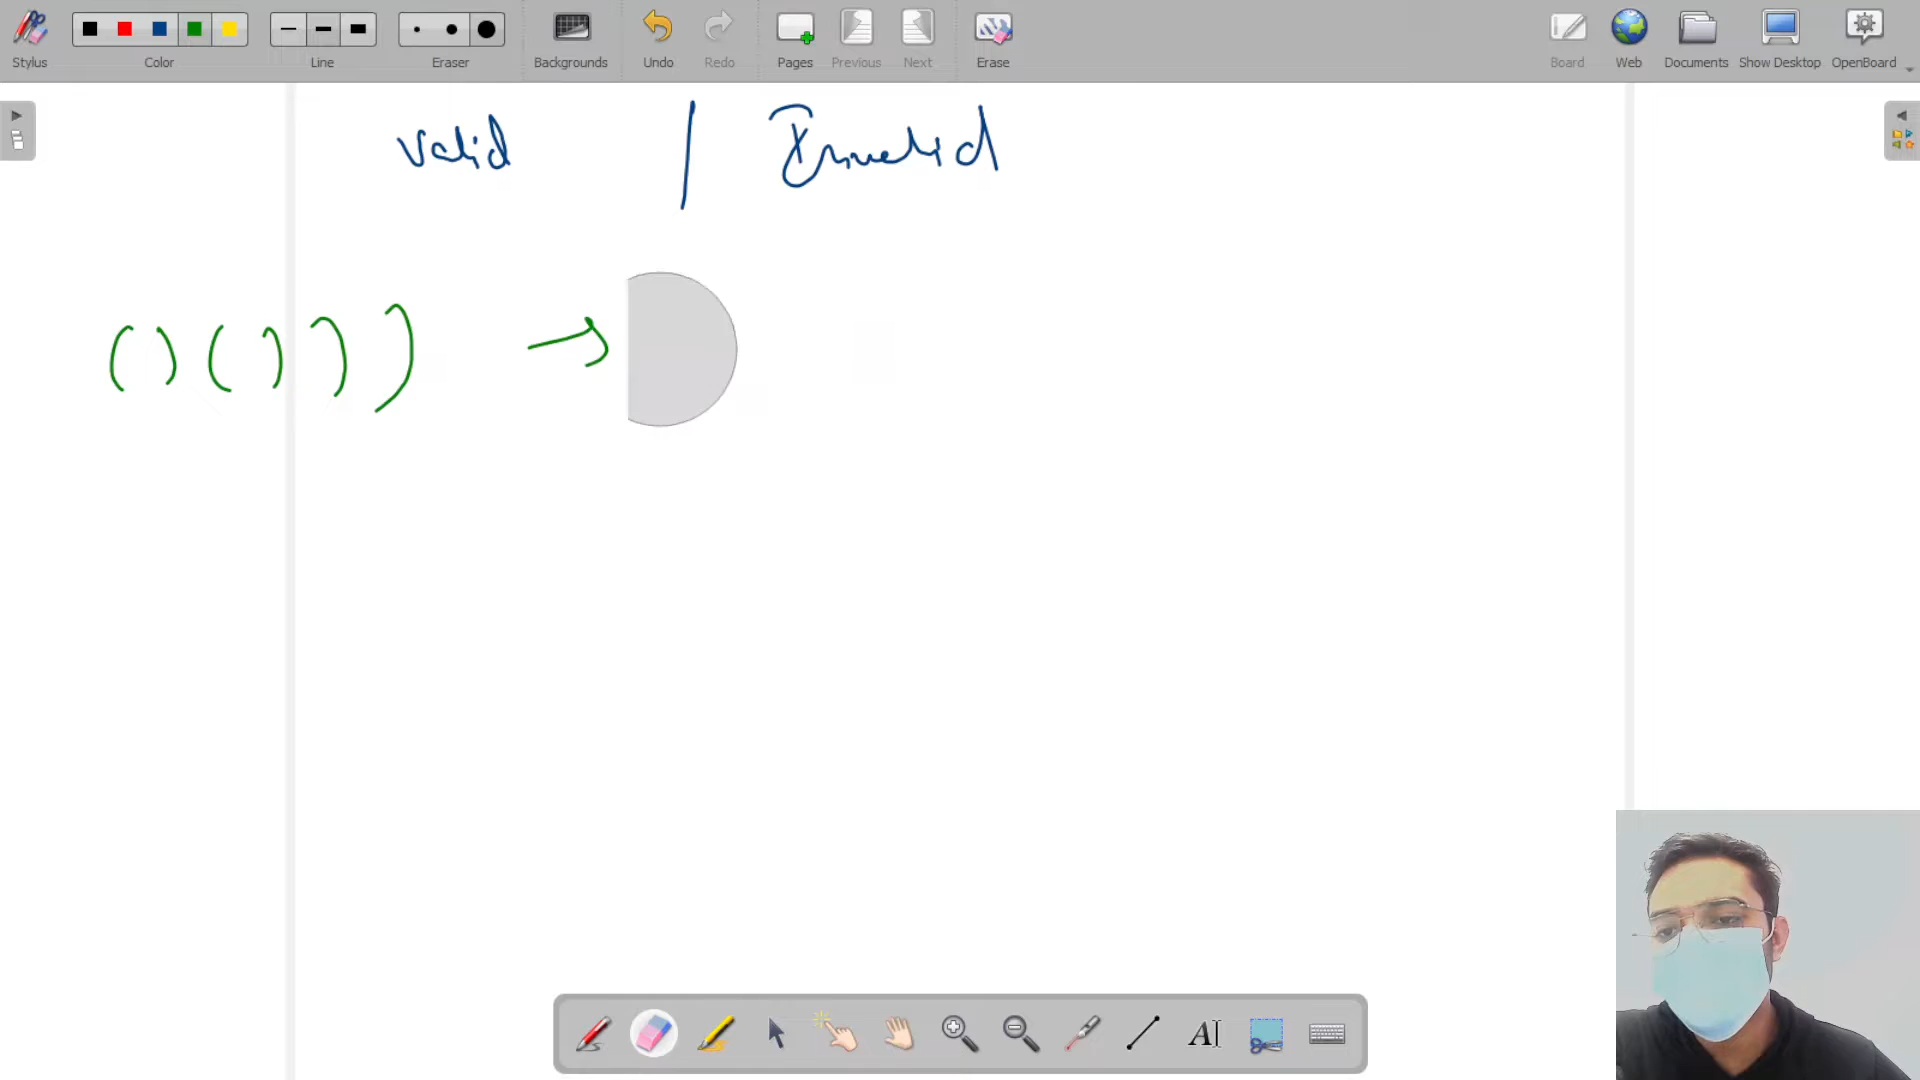 Stylus Color Line Eraser Backgrounds Undo Redo Pages Previous Next Erase Board Web Documents Show Desktop OpenBoard
Valid | Invalid
()())) →
A